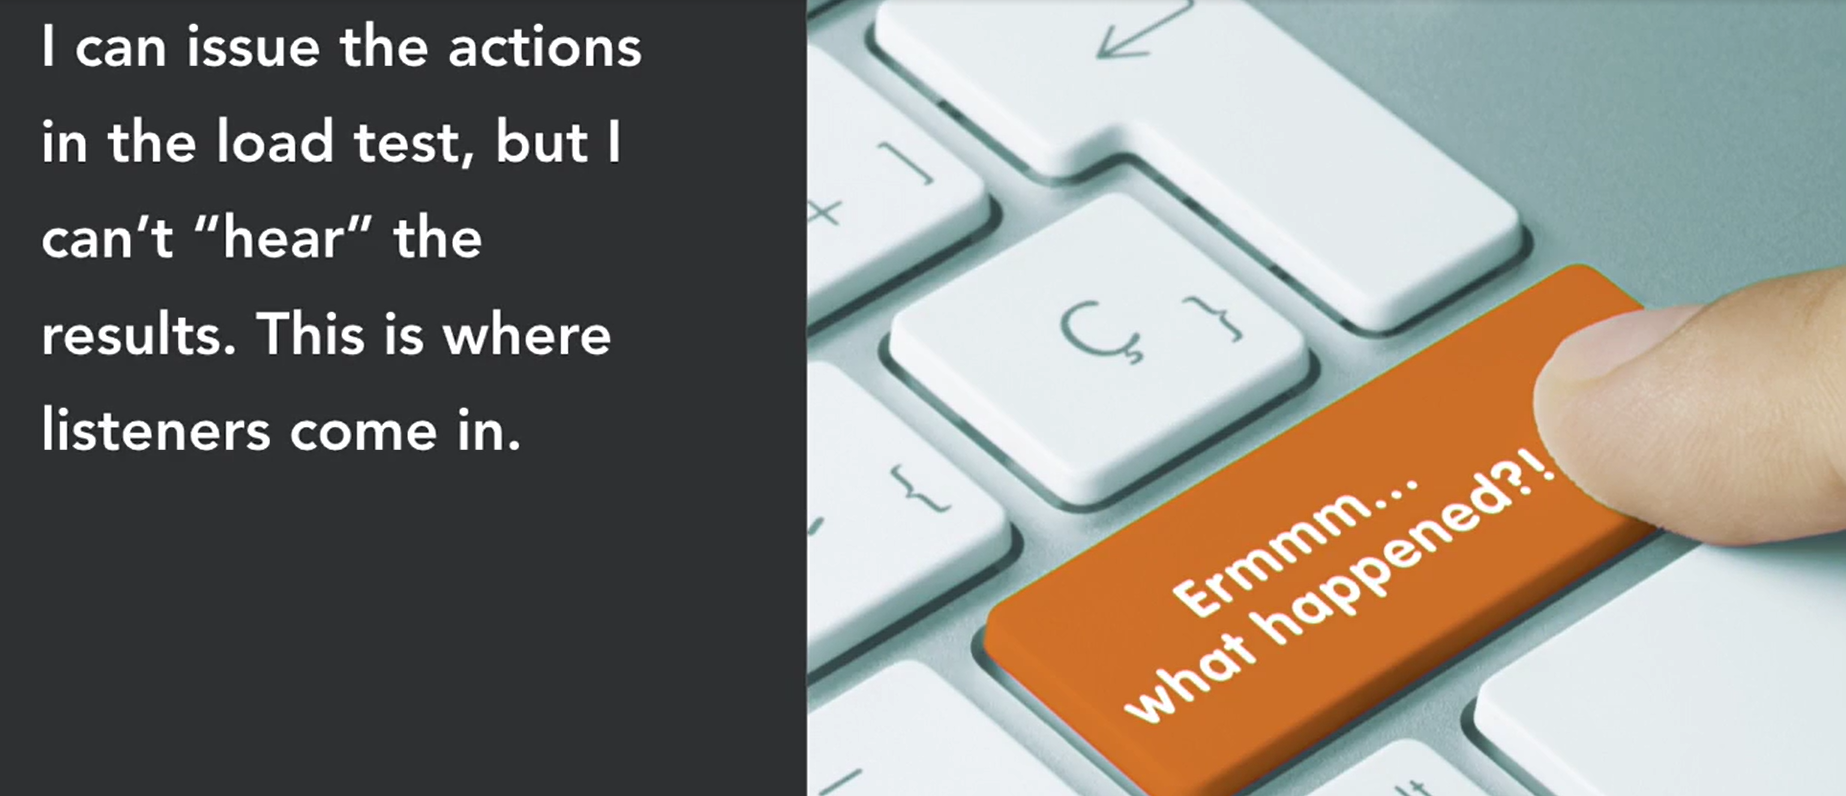 I can issue the actions
in the load test, but I
can't “hear” the
results. This is where
listeners come in.
]
+
Ç }
{
Ermmm...
what happened?!